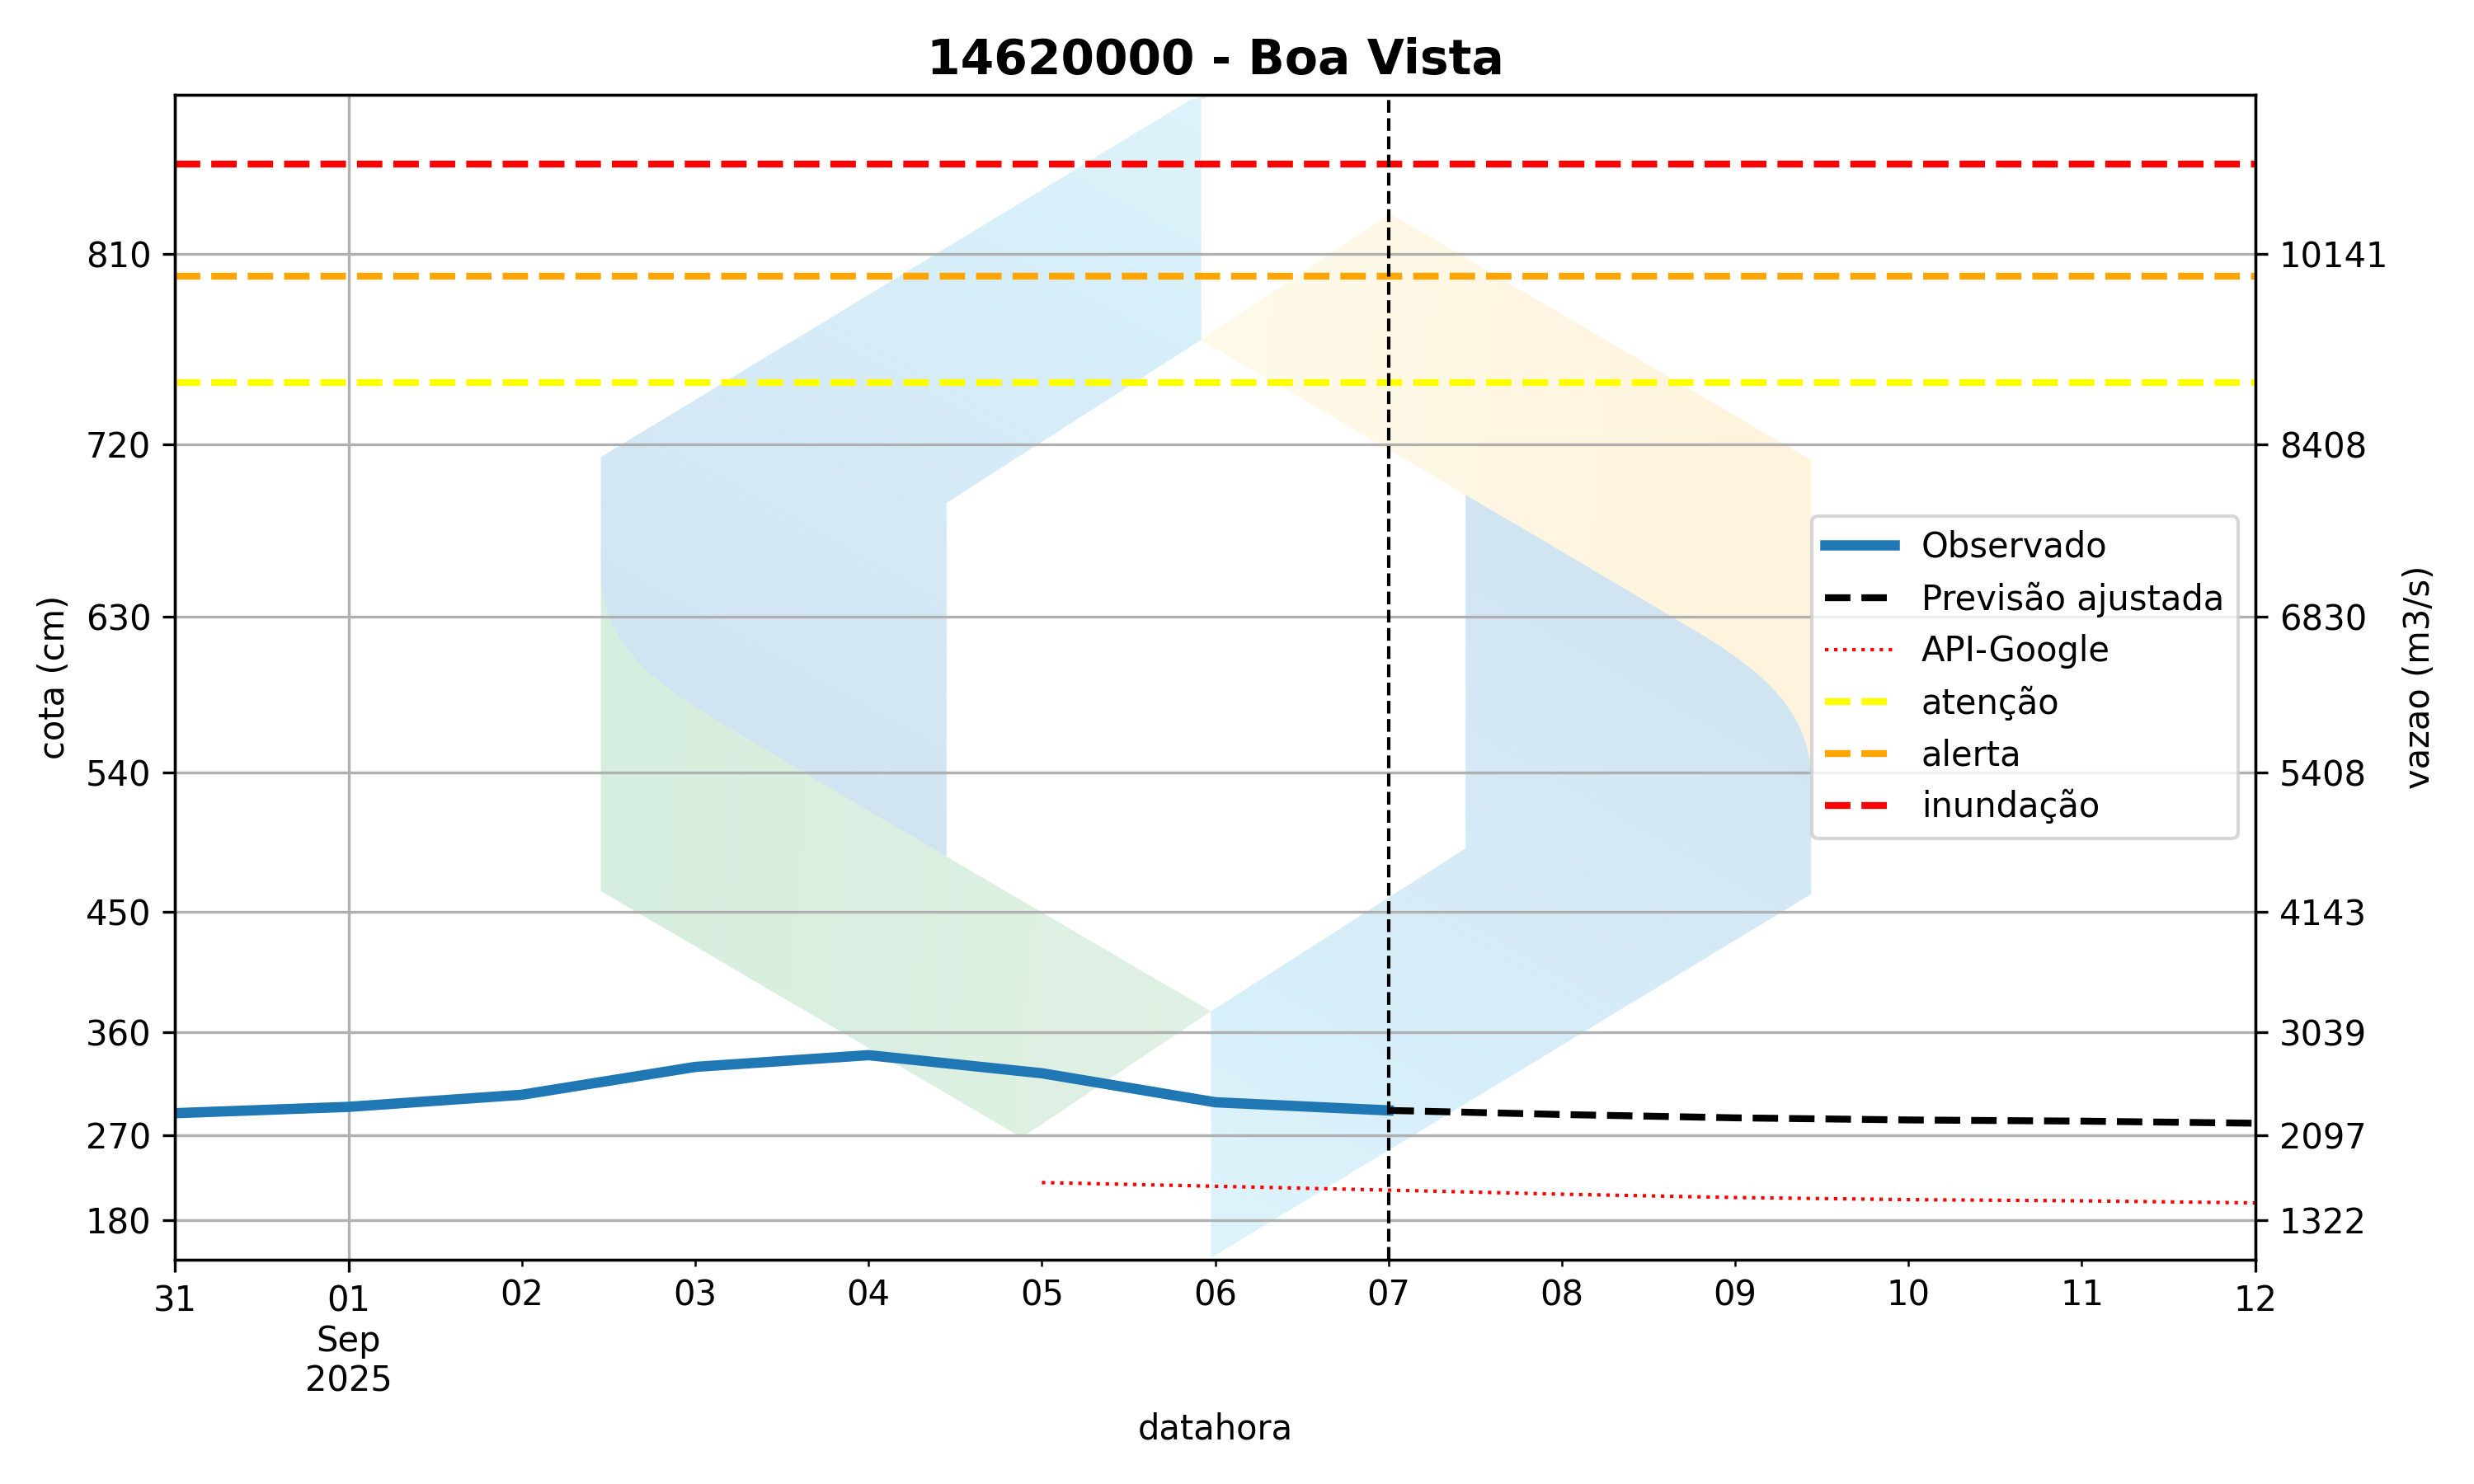 14620000 - Boa Vista
cota (cm)
810
720
630
540
450
360
270
180
10141
8408
6830
5408
4143
3039
2097
1322
vazao (m3/s)
Observado
Previsão ajustada
API-Google
atenção
alerta
inundação
31 01 02 03 04 05 06 07 08 09 10 11 12
Sep
2025
datahora